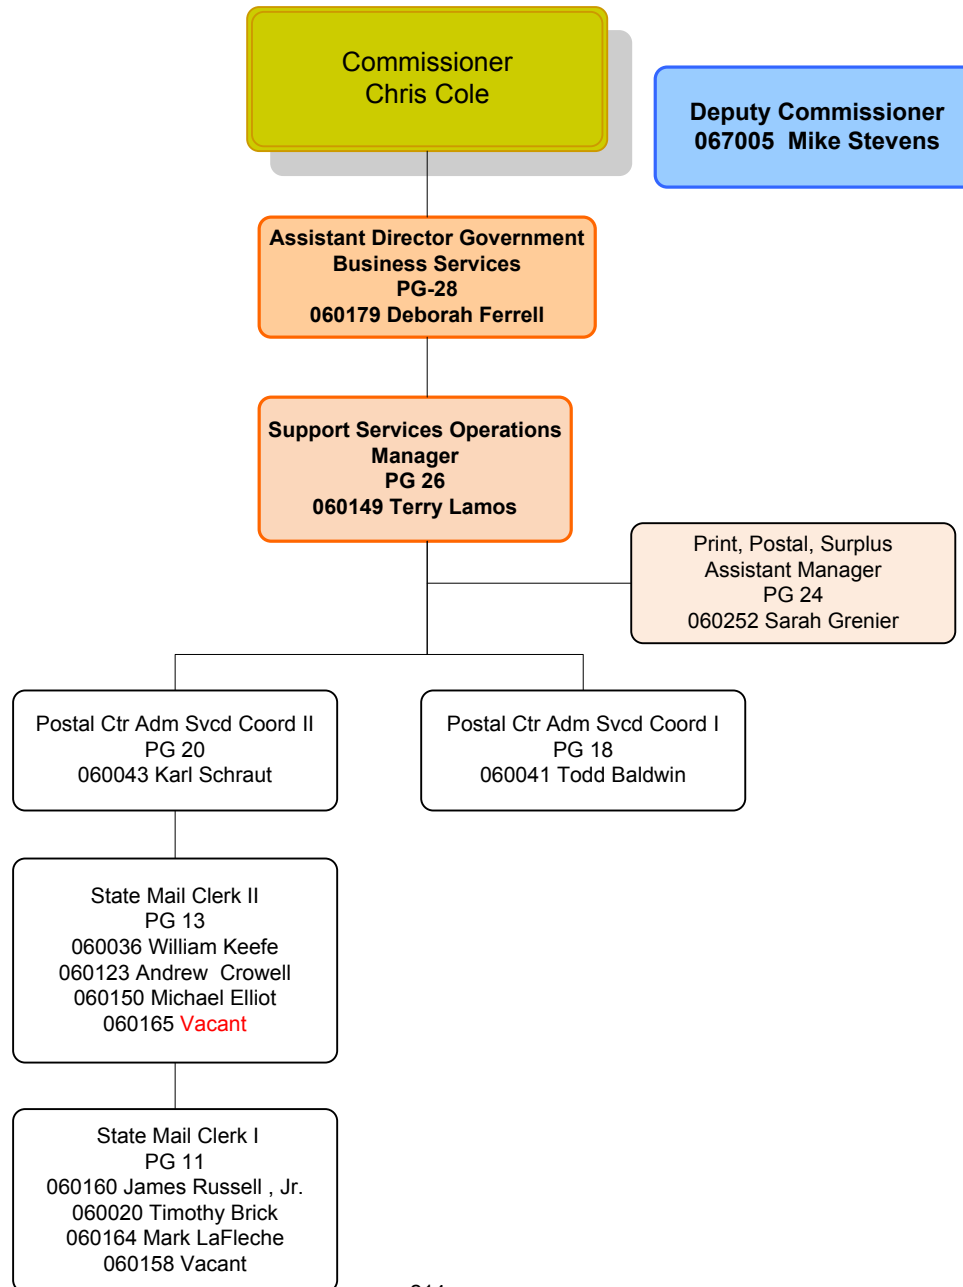 Commissioner
Chris Cole
Deputy Commissioner
067005  Mike Stevens
Assistant Director Government
Business Services
PG-28
060179 Deborah Ferrell
Support Services Operations
Manager
PG 26
060149 Terry Lamos
Print, Postal, Surplus
Assistant Manager
PG 24
060252 Sarah Grenier
Postal Ctr Adm Svcd Coord II
PG 20
060043 Karl Schraut
Postal Ctr Adm Svcd Coord I
PG 18
060041 Todd Baldwin
State Mail Clerk II
PG 13
060036 William Keefe
060123 Andrew  Crowell
060150 Michael Elliot
060165 Vacant
State Mail Clerk I
PG 11
060160 James Russell , Jr.
060020 Timothy Brick
060164 Mark LaFleche
060158 Vacant